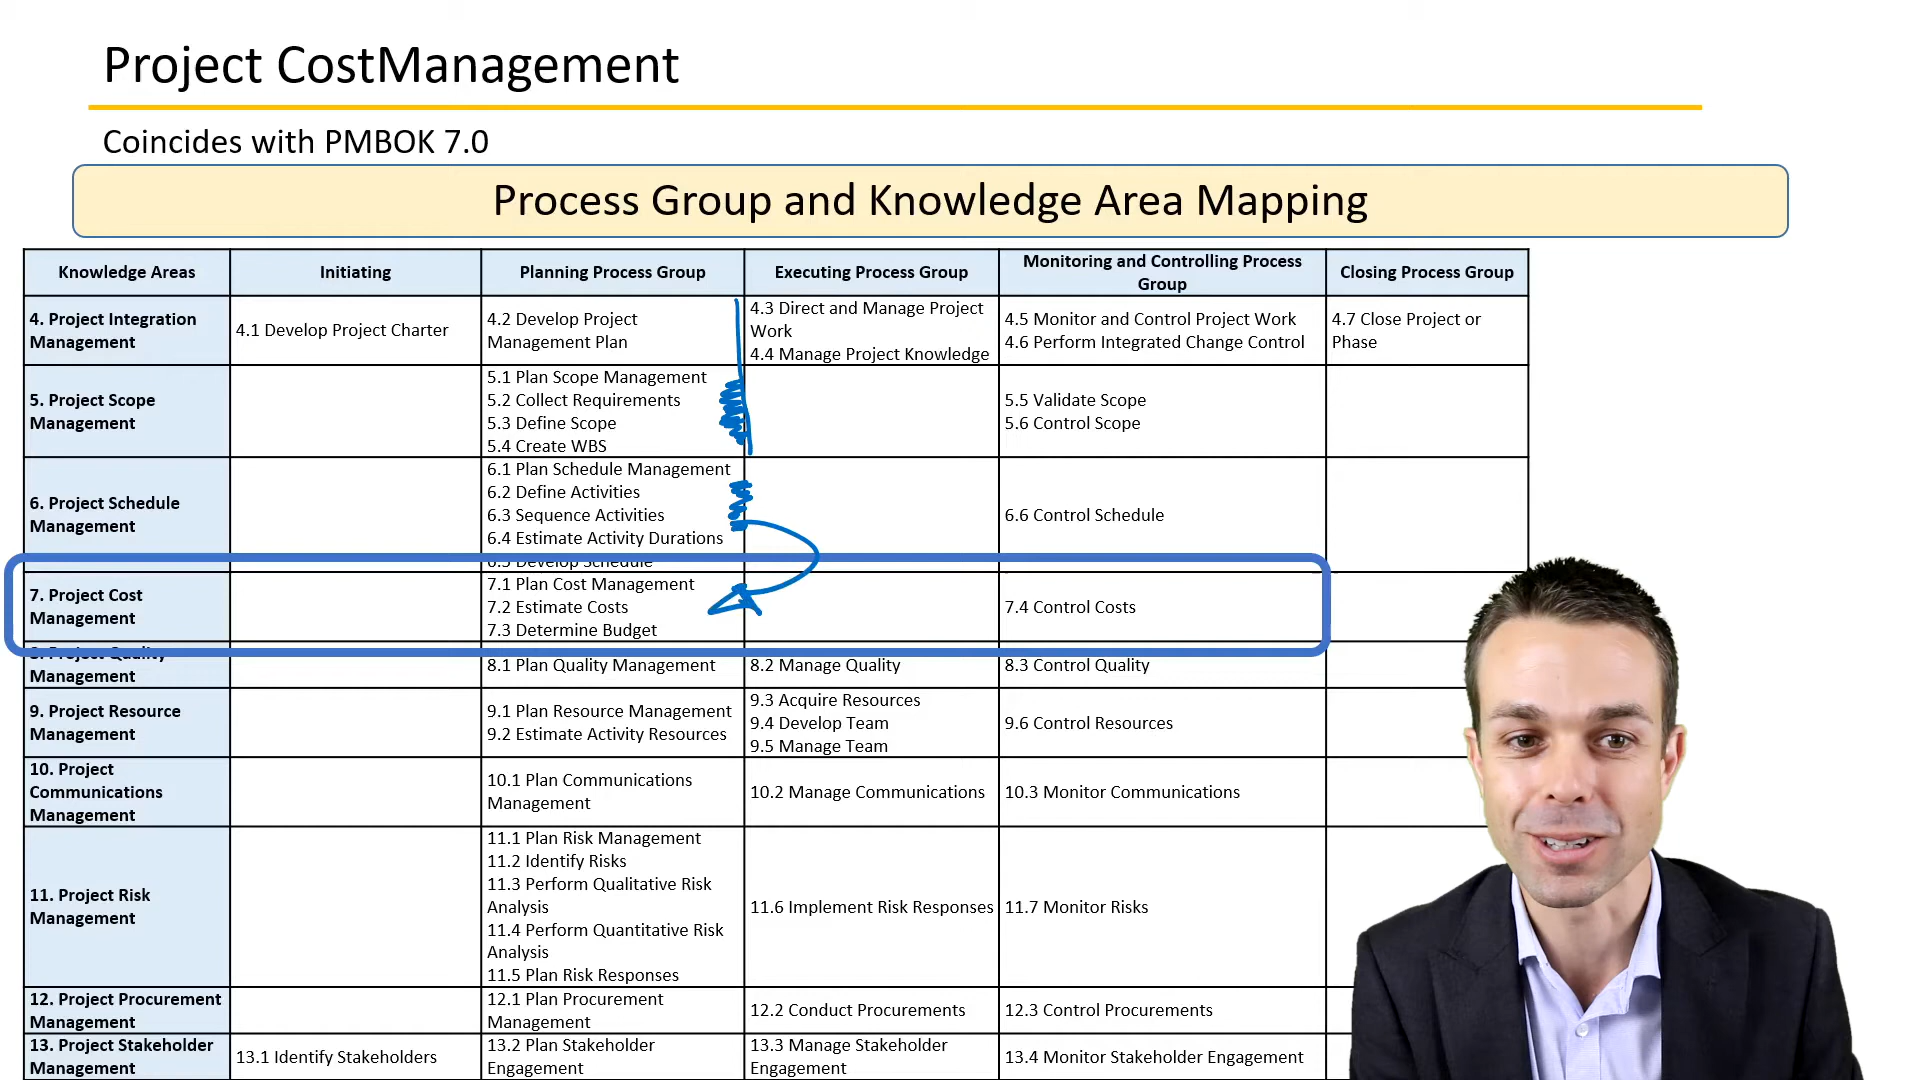 Project CostManagement
Coincides with PMBOK 7.0
Process Group and Knowledge Area Mapping
Knowledge Areas
Initiating
Planning Process Group
Executing Process Group
Monitoring and Controlling Process
Group
Closing Process Group
4. Project Integration
Management
4.1 Develop Project Charter
4.2 Develop Project
Management Plan
4.3 Direct and Manage Project
Work
4.4 Manage Project Knowledge
4.5 Monitor and Control Project Work
4.6 Perform Integrated Change Control
4.7 Close Project or
Phase
5. Project Scope
Management
5.1 Plan Scope Management
5.2 Collect Requirements
5.3 Define Scope
5.4 Create WBS
5.5 Validate Scope
5.6 Control Scope
6. Project Schedule
Management
6.1 Plan Schedule Management
6.2 Define Activities
6.3 Sequence Activities
6.4 Estimate Activity Durations
6.5 Develop Schedule
6.6 Control Schedule
7. Project Cost
Management
7.1 Plan Cost Management
7.2 Estimate Costs
7.3 Determine Budget
7.4 Control Costs
8. Project Quality
Management
8.1 Plan Quality Management
8.2 Manage Quality
8.3 Control Quality
9. Project Resource
Management
9.1 Plan Resource Management
9.2 Estimate Activity Resources
9.3 Acquire Resources
9.4 Develop Team
9.5 Manage Team
9.6 Control Resources
10. Project
Communications
Management
10.1 Plan Communications
Management
10.2 Manage Communications
10.3 Monitor Communications
11. Project Risk
Management
11.1 Plan Risk Management
11.2 Identify Risks
11.3 Perform Qualitative Risk
Analysis
11.4 Perform Quantitative Risk
Analysis
11.5 Plan Risk Responses
11.6 Implement Risk Responses
11.7 Monitor Risks
12. Project Procurement
Management
12.1 Plan Procurement
Management
12.2 Conduct Procurements
12.3 Control Procurements
13. Project Stakeholder
Management
13.1 Identify Stakeholders
13.2 Plan Stakeholder
Engagement
13.3 Manage Stakeholder
Engagement
13.4 Monitor Stakeholder Engagement